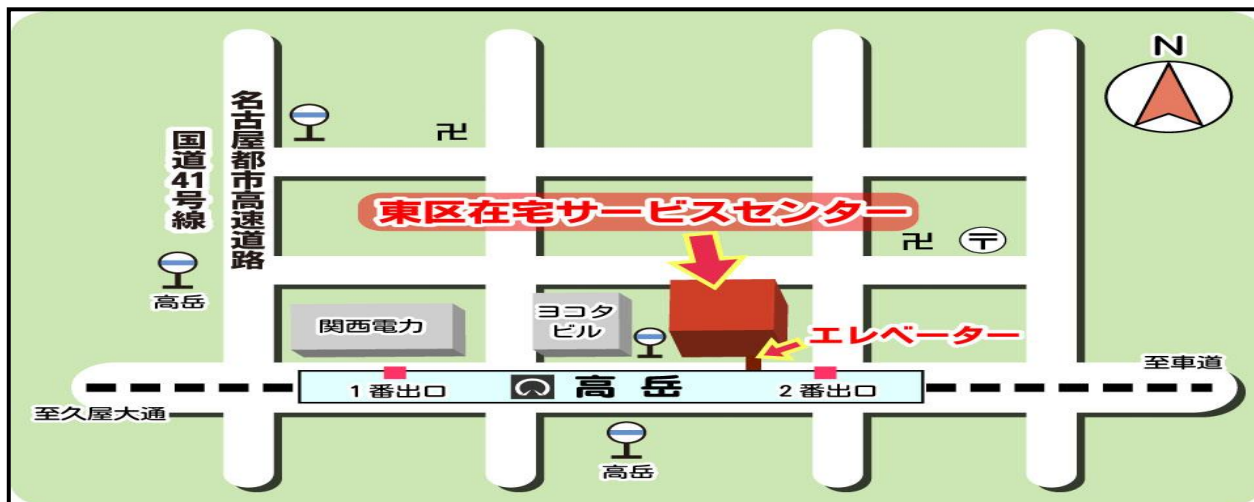 N
名古屋都市高速道路
国道41号線
卍
東区在宅サービスセンター
卍
〒
高岳
関西電力
ヨコタ
ビル
エレベーター
至車道
1番出口
高岳
2番出口
至久屋大通
高岳